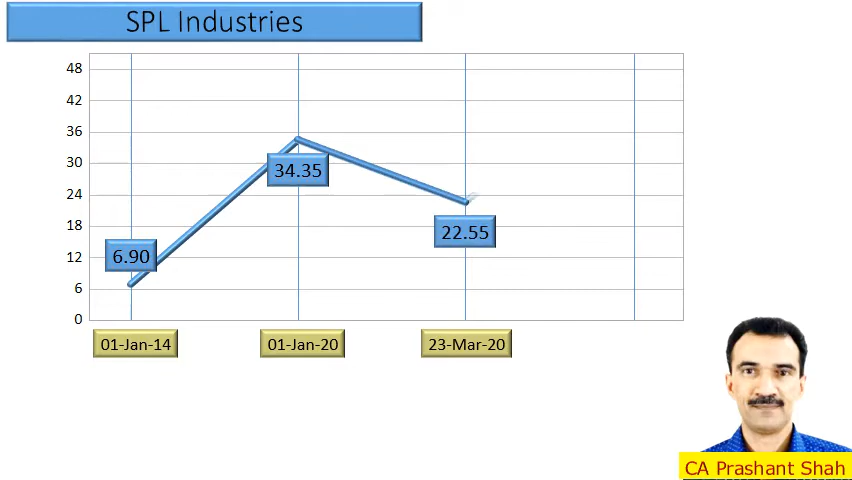 SPL Industries
48
42
36
30
24
18
12
6
0
34.35
22.55
6.90
01-Jan-14
01-Jan-20
23-Mar-20
CA Prashant Shah